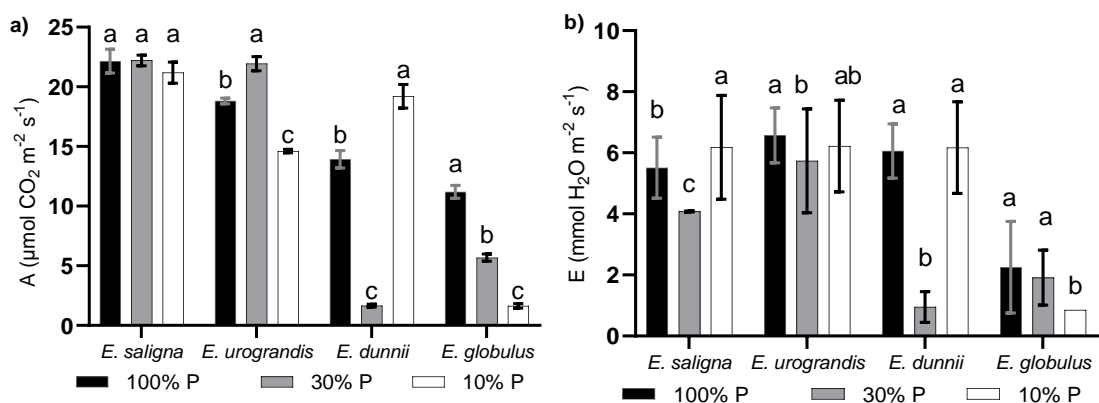 a)
A (µmol CO₂ m⁻² s⁻¹)
25
20
15
10
5
0
a a a
b a c
b c a
a b c
E. saligna E. urograndis E. dunnii E. globulus
100% P 30% P 10% P
b)
E (mmol H₂O m⁻² s⁻¹)
10
8
6
4
2
0
b c a
a b ab
a b a
a a b
E. saligna E. urograndis E. dunnii E. globulus
100% P 30% P 10% P